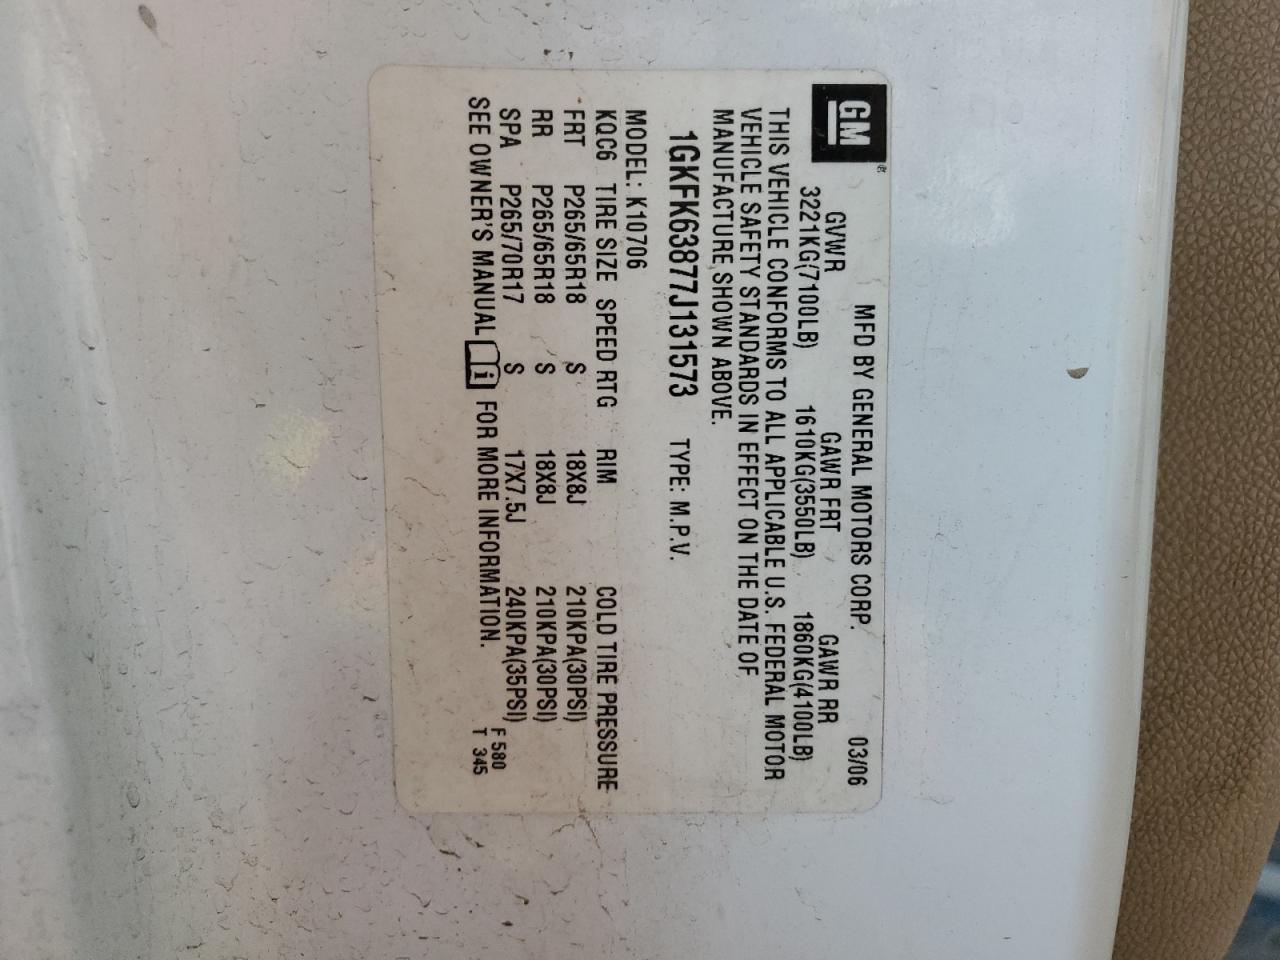 GM
MFD BY GENERAL MOTORS CORP. 03/06
GVWR GAWR FRT GAWR RR
3221KG(7100LB) 1610KG(3550LB) 1860KG(4100LB)
THIS VEHICLE CONFORMS TO ALL APPLICABLE U.S. FEDERAL MOTOR
VEHICLE SAFETY STANDARDS IN EFFECT ON THE DATE OF
MANUFACTURE SHOWN ABOVE.
1GKFK63877J131573 TYPE: M.P.V.
MODEL: K10706
KQC6 TIRE SIZE SPEED RTG RIM COLD TIRE PRESSURE
FRT P265/65R18 S 18X8J 210KPA(30PSI)
RR P265/65R18 S 18X8J 210KPA(30PSI)
SPA P265/70R17 S 17X7.5J 240KPA(35PSI)
SEE OWNER'S MANUAL i FOR MORE INFORMATION.
F 580
T 345